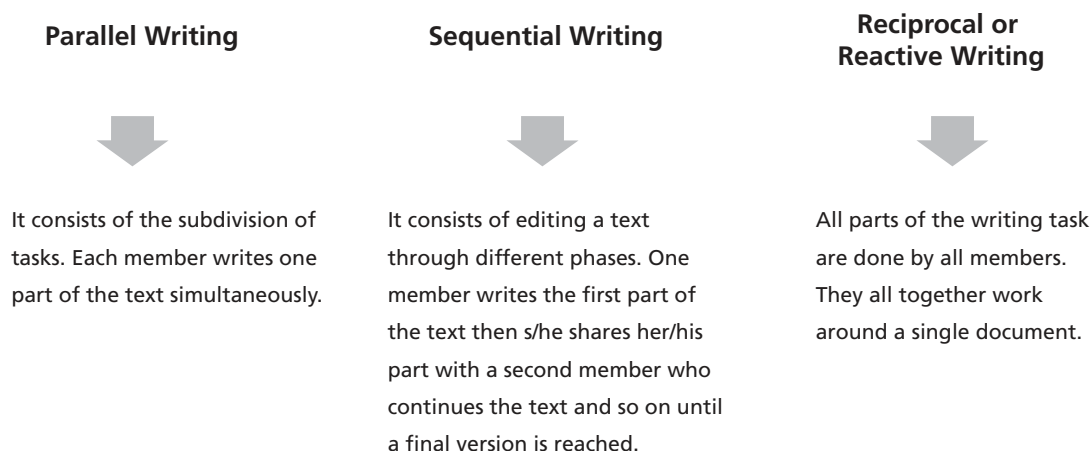 Parallel Writing
It consists of the subdivision of
tasks. Each member writes one
part of the text simultaneously.
Sequential Writing
It consists of editing a text
through different phases. One
member writes the first part of
the text then s/he shares her/his
part with a second member who
continues the text and so on until
a final version is reached.
Reciprocal or
Reactive Writing
All parts of the writing task
are done by all members.
They all together work
around a single document.